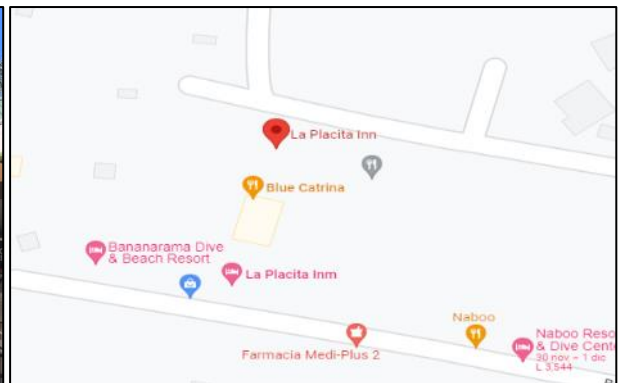 La Placita Inn
Blue Catrina
Bananarama Dive
& Beach Resort
La Placita Inm
Naboo
Farmacia Medi-Plus 2
Naboo Reso
& Dive Cent
30 nov – 1 dic
L 3,544